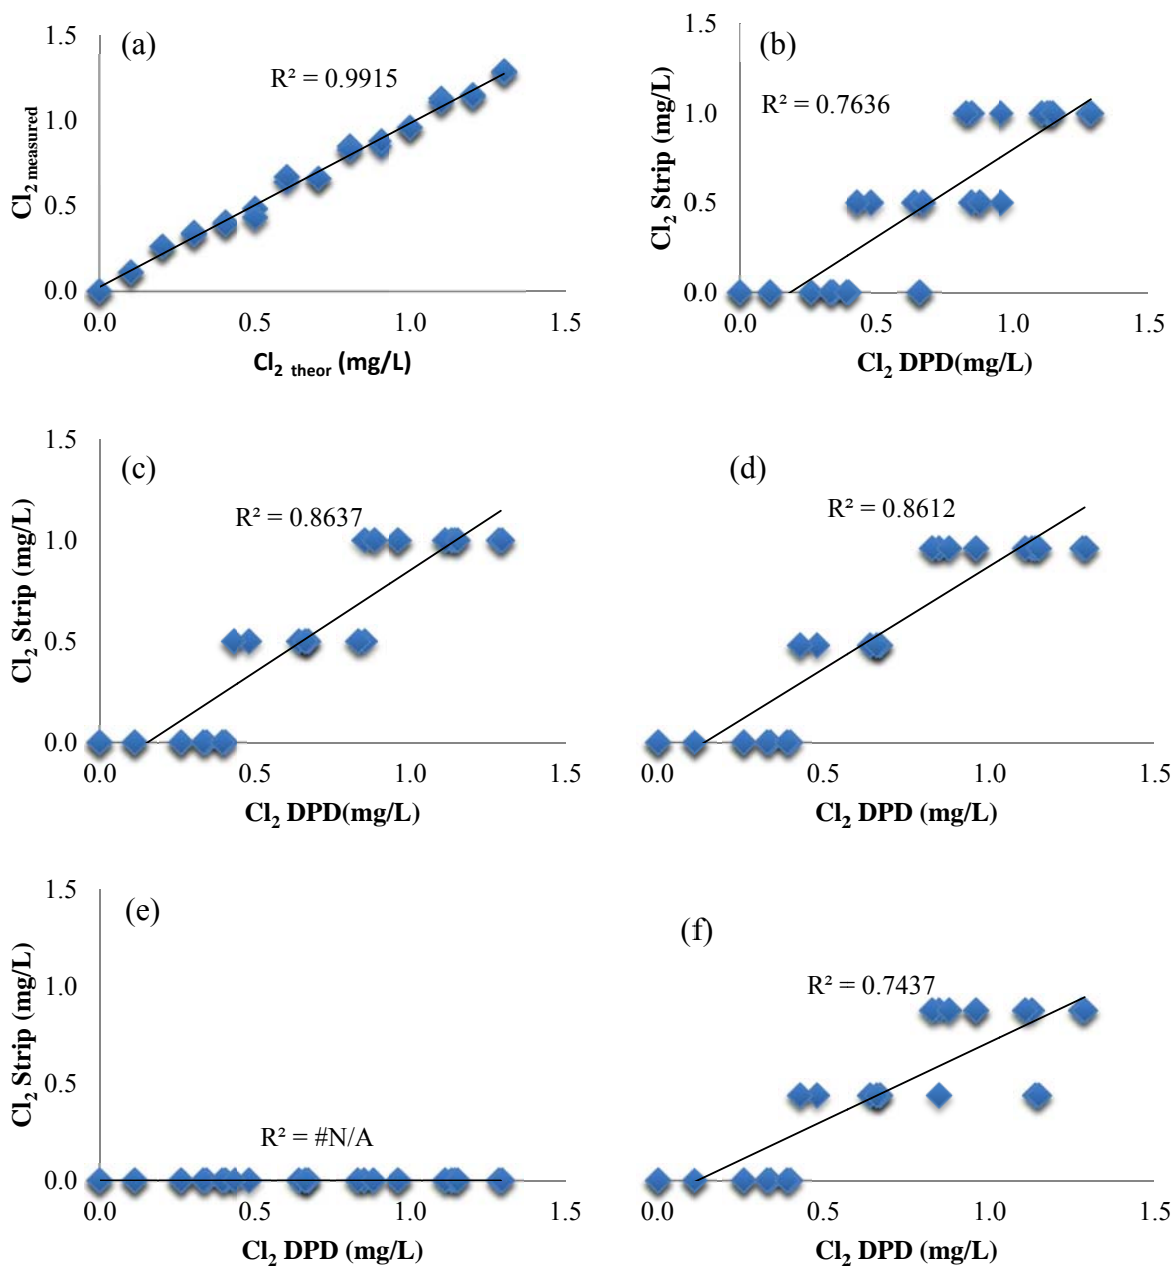 (a)
R² = 0.9915
Cl₂ measured
1.5
1.0
0.5
0.0
0.0 0.5 1.0 1.5
Cl₂ theor (mg/L)
(b)
R² = 0.7636
Cl₂ Strip (mg/L)
1.5
1.0
0.5
0.0
0.0 0.5 1.0 1.5
Cl₂ DPD(mg/L)
(c)
R² = 0.8637
Cl₂ Strip (mg/L)
1.5
1.0
0.5
0.0
0.0 0.5 1.0 1.5
Cl₂ DPD(mg/L)
(d)
R² = 0.8612
0.0 0.5 1.0 1.5
Cl₂ DPD (mg/L)
(e)
R² = #N/A
Cl₂ Strip (mg/L)
1.5
1.0
0.5
0.0
0.0 0.5 1.0 1.5
Cl₂ DPD (mg/L)
(f)
R² = 0.7437
0.0 0.5 1.0 1.5
Cl₂ DPD (mg/L)